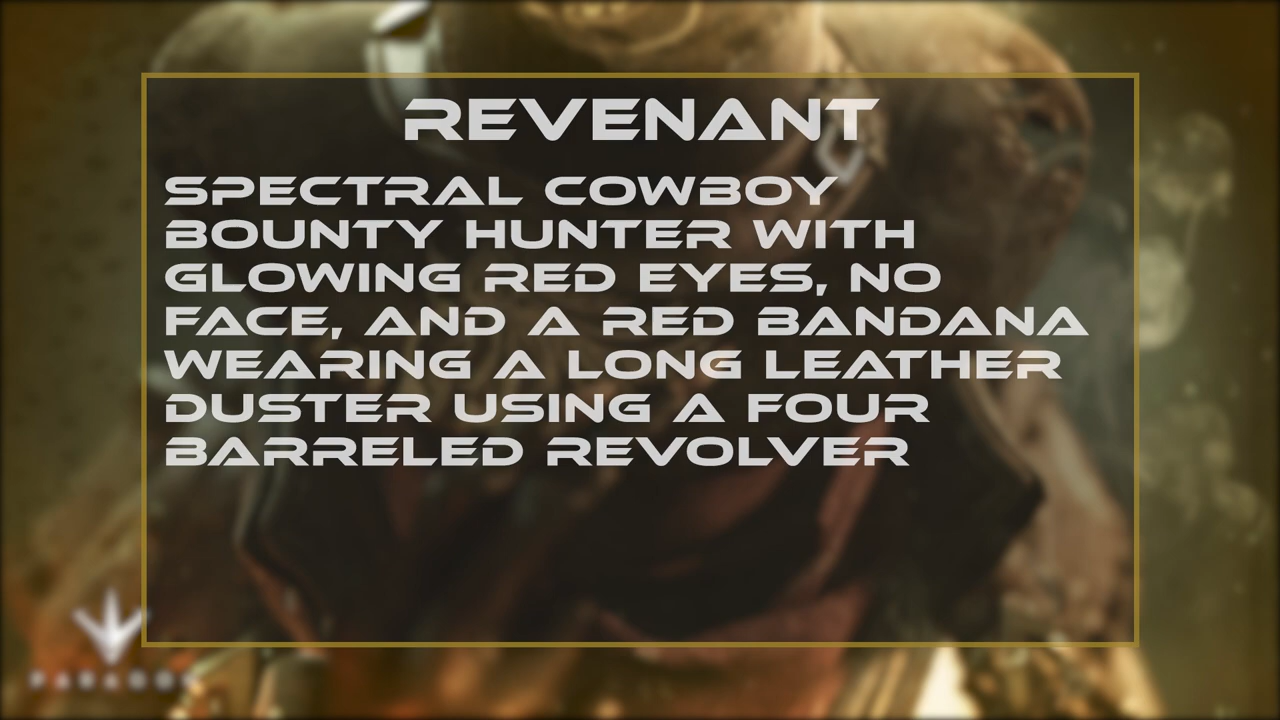 REVENANT
SPECTRAL COWBOY
BOUNTY HUNTER WITH
GLOWING RED EYES, NO
FACE, AND A RED BANDANA
WEARING A LONG LEATHER
DUSTER USING A FOUR
BARRELED REVOLVER
PARAGON